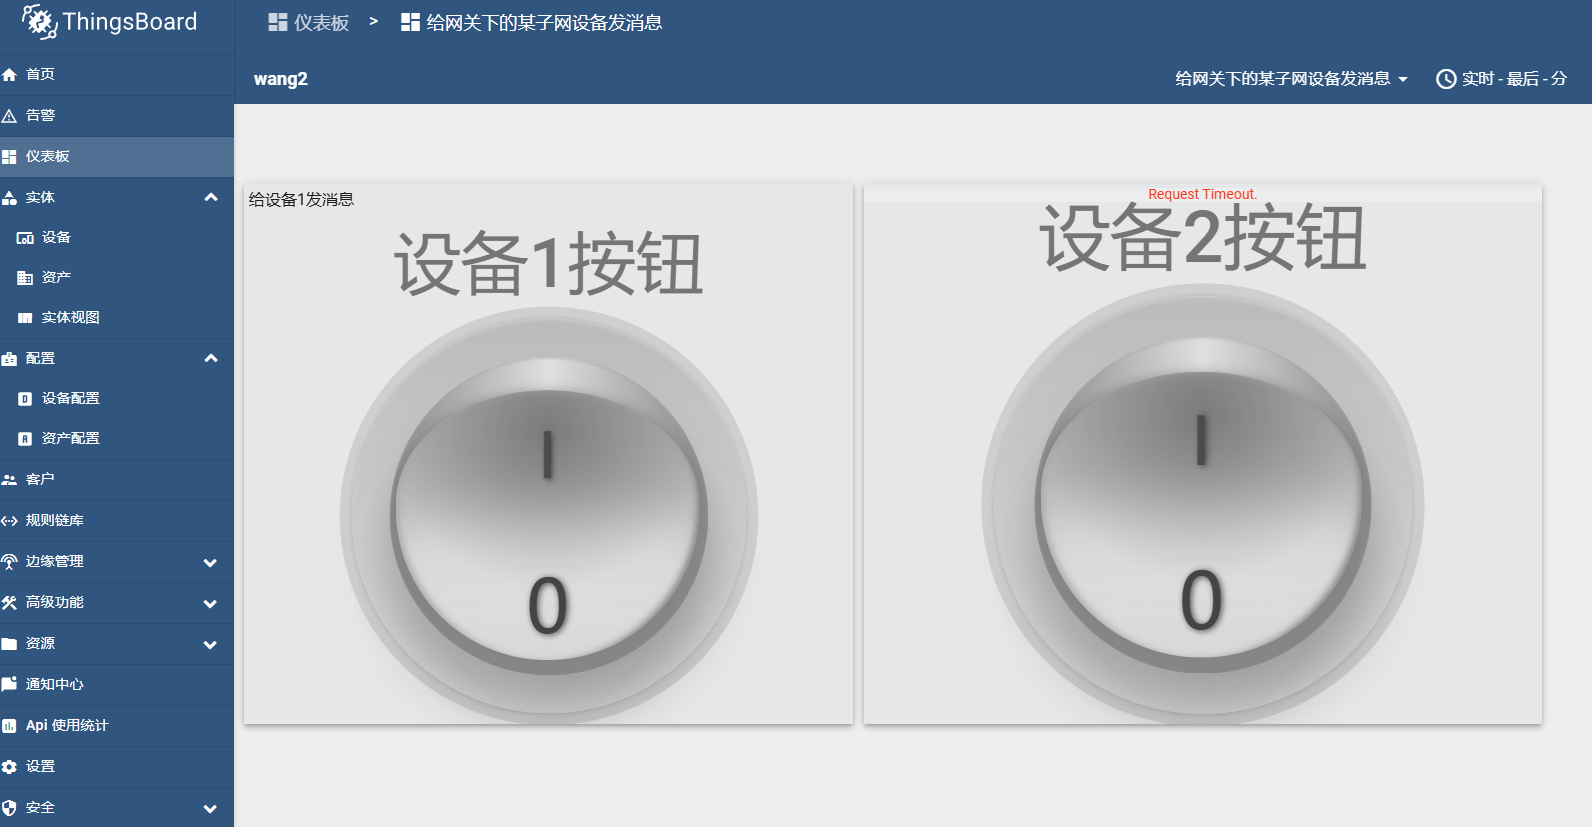 ThingsBoard
仪表板 > 给网关下的某子网设备发消息
wang2
给网关下的某子网设备发消息
实时 - 最后 - 分
首页
告警
仪表板
实体
设备
资产
实体视图
配置
设备配置
资产配置
客户
规则链库
边缘管理
高级功能
资源
通知中心
Api 使用统计
设置
安全
给设备1发消息
设备1按钮
I
0
Request Timeout.
设备2按钮
I
0